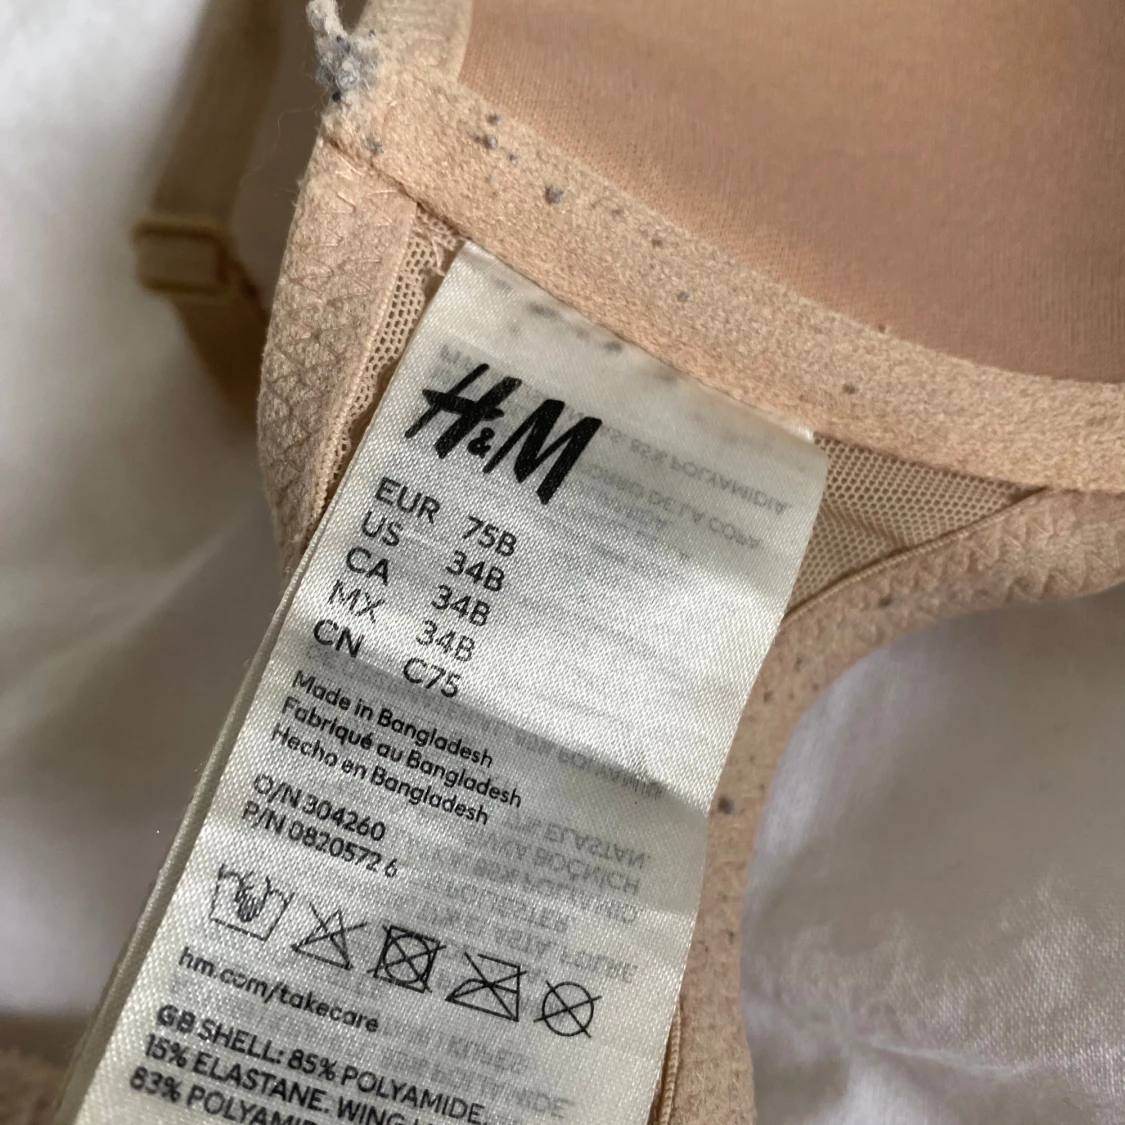 H&M
EUR 75B
US 34B
CA 34B
MX 34B
CN C75
Made in Bangladesh
Fabriqué au Bangladesh
Hecho en Bangladesh
O/N 304260
P/N 0820572 6
hm.com/takecare
GB SHELL: 85% POLYAMIDE,
15% ELASTANE. WING
83% POLYAMI